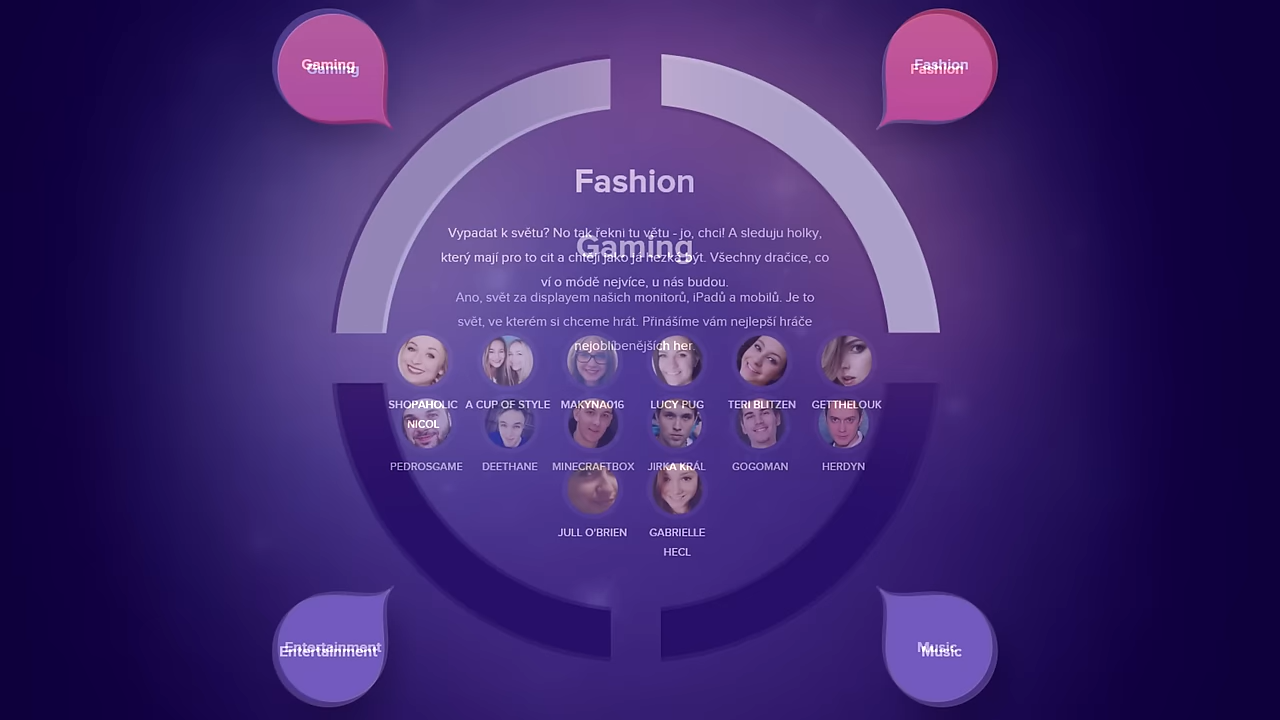 Gaming
Gaming
Fashion
Fashion
Fashion
Vypadat k světu? No tak řekni tu větu - jo, chci! A sleduju holky,
který mají pro to cit a chtějí jako já hezká být. Všechny dračice, co
ví o módě nejvíce, u nás budou.
Gaming
Ano, svět za displayem našich monitorů, iPadů a mobilů. Je to
svět, ve kterém si chceme hrát. Přinášíme vám nejlepší hráče
nejoblíbenějších her.
SHOPAHOLIC NICOL
A CUP OF STYLE
MAKYNA016
LUCY PUG
TERI BLITZEN
GETTHELOUK
PEDROSGAME
DEETHANE
MINECRAFTBOX
JIRKA KRÁL
GOGOMAN
HERDYN
JULL O'BRIEN
GABRIELLE
HECL
Entertainment
Entertainment
Music
Music